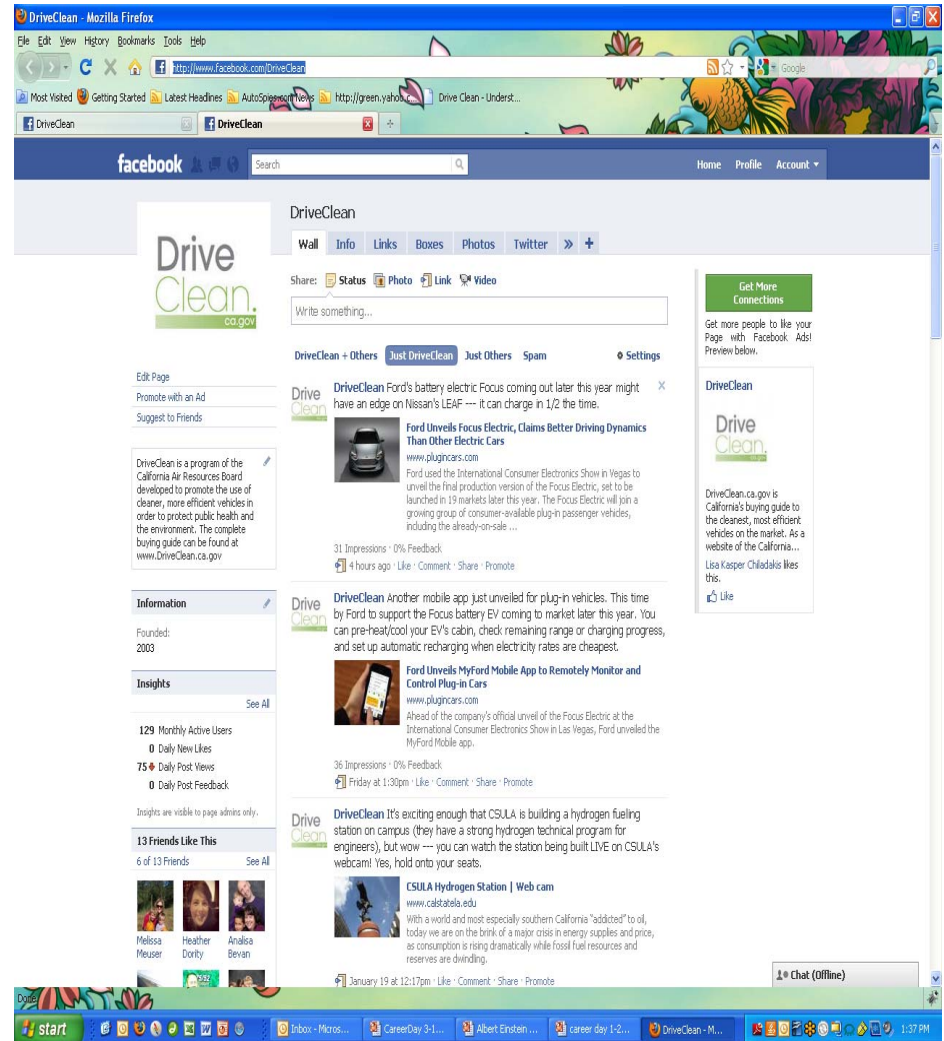 DriveClean - Mozilla Firefox
File Edit View History Bookmarks Tools Help
http://www.facebook.com/DriveClean
Google
Most Visited Getting Started Latest Headlines AutoSpies.com News http://green.yahoo.c... Drive Clean - Underst...
DriveClean
DriveClean
facebook
Search
Home Profile Account
DriveClean
Wall Info Links Boxes Photos Twitter » +
Drive
Clean.
ca.gov
Share: Status Photo Link Video
Write something...
DriveClean + Others Just DriveClean Just Others Spam Settings
Edit Page
Promote with an Ad
Suggest to Friends
DriveClean is a program of the
California Air Resources Board
developed to promote the use of
cleaner, more efficient vehicles in
order to protect public health and
the environment. The complete
buying guide can be found at
www.DriveClean.ca.gov
Information
Founded:
2003
Insights
See All
129 Monthly Active Users
0 Daily New Likes
75 Daily Post Views
0 Daily Post Feedback
Insights are visible to page admins only.
13 Friends Like This
6 of 13 Friends See All
Melissa Meuser
Heather Dority
Analisa Bevan
Drive
Clean
DriveClean Ford's battery electric Focus coming out later this year might
have an edge on Nissan's LEAF --- it can charge in 1/2 the time.
Ford Unveils Focus Electric, Claims Better Driving Dynamics
Than Other Electric Cars
www.plugincars.com
Ford used the International Consumer Electronics Show in Vegas to
unveil the final production version of the Focus Electric, set to be
launched in 19 markets later this year. The Focus Electric will join a
growing group of consumer-available plug-in passenger vehicles,
including the already-on-sale ...
31 Impressions · 0% Feedback
4 hours ago · Like · Comment · Share · Promote
Drive
Clean
DriveClean Another mobile app just unveiled for plug-in vehicles. This time
by Ford to support the Focus battery EV coming to market later this year. You
can pre-heat/cool your EV's cabin, check remaining range or charging progress,
and set up automatic recharging when electricity rates are cheapest.
Ford Unveils MyFord Mobile App to Remotely Monitor and
Control Plug-in Cars
www.plugincars.com
Ahead of the company's official unveil of the Focus Electric at the
International Consumer Electronics Show in Las Vegas, Ford unveiled the
MyFord Mobile app.
36 Impressions · 0% Feedback
Friday at 1:30pm · Like · Comment · Share · Promote
Drive
Clean
DriveClean It's exciting enough that CSULA is building a hydrogen fueling
station on campus (they have a strong hydrogen technical program for
engineers), but wow --- you can watch the station being built LIVE on CSULA's
webcam! Yes, hold onto your seats.
CSULA Hydrogen Station | Web cam
www.calstatela.edu
With a world and most especially southern California "addicted" to oil,
today we are on the brink of a major crisis in energy supplies and price,
as consumption is rising dramatically while fossil fuel resources and
reserves are dwindling.
January 19 at 12:17pm · Like · Comment · Share · Promote
Get More
Connections
Get more people to like your
Page with Facebook Ads!
Preview below.
DriveClean
Drive
Clean.
DriveClean.ca.gov is
California's buying guide to
the cleanest, most efficient
vehicles on the market. As a
website of the California...
Lisa Kasper Chiladakis likes
this.
Like
Chat (Offline)
Done
start
Inbox - Micros... CareerDay 3-1... Albert Einstein ... career day 1-2... DriveClean - M...
1:37 PM